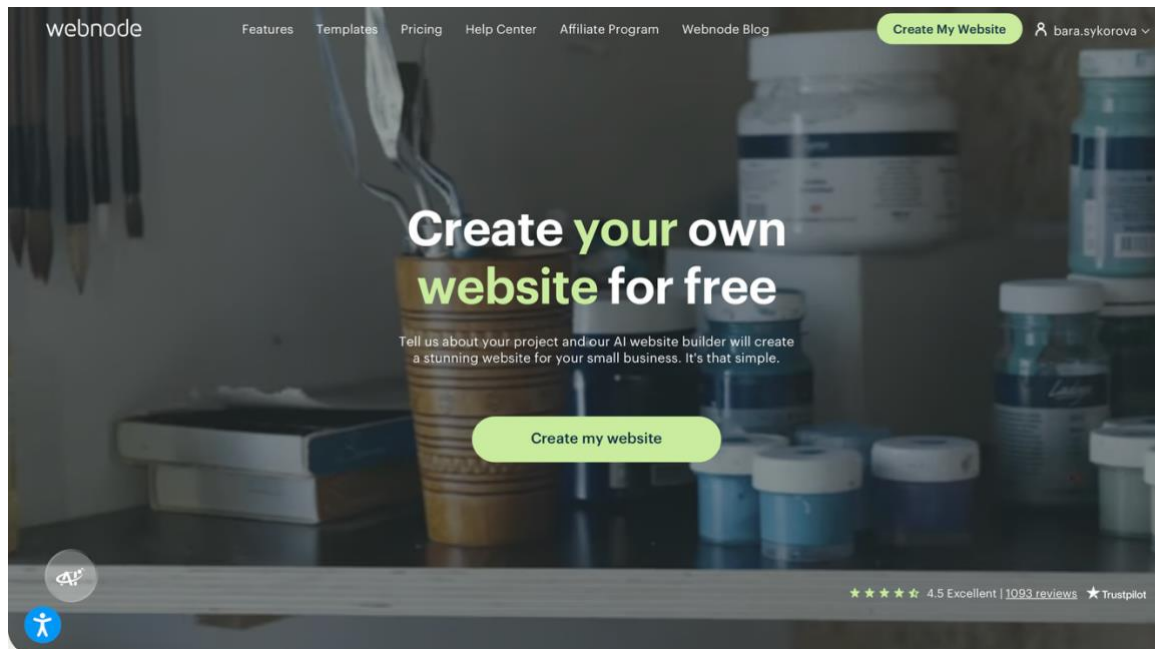 webnode
Features Templates Pricing Help Center Affiliate Program Webnode Blog
Create My Website
bara.sykorova
Create your own
website for free
Tell us about your project and our AI website builder will create
a stunning website for your small business. It's that simple.
Create my website
AI
4.5 Excellent | 1093 reviews Trustpilot